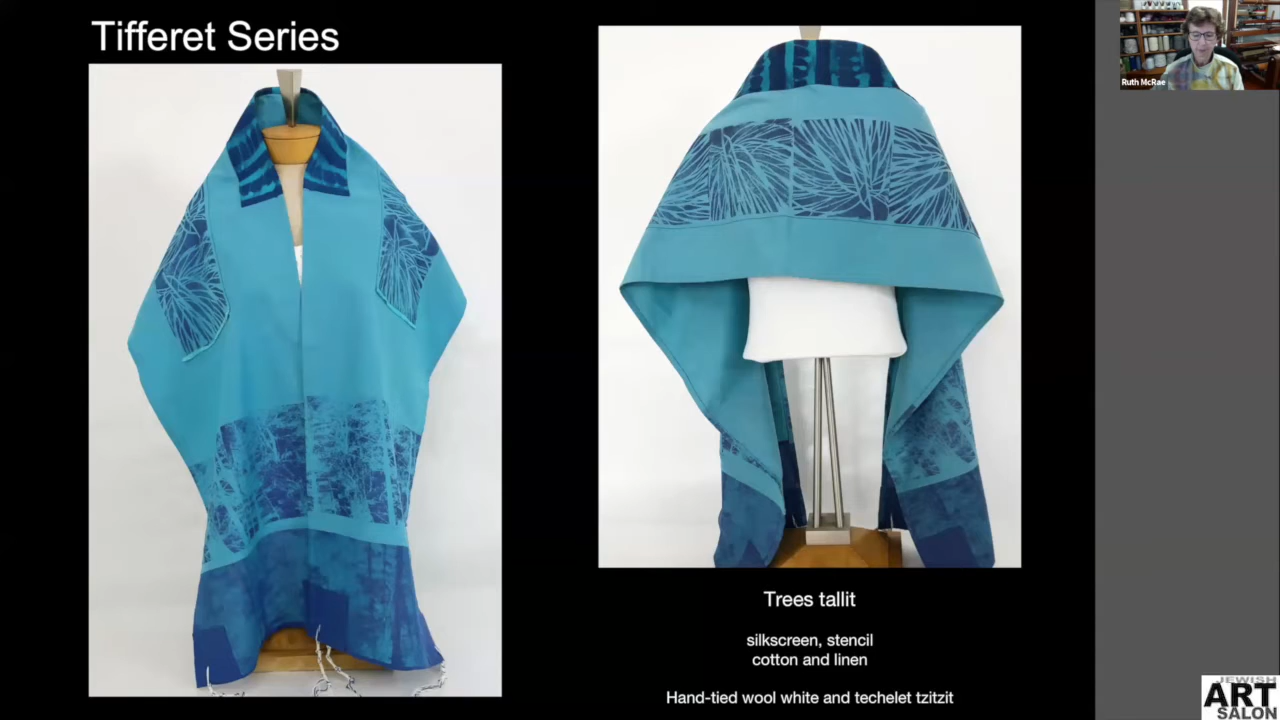 Tifferet Series
Ruth McRae
Trees tallit
silkscreen, stencil
cotton and linen
Hand-tied wool white and techelet tzitzit
JEWISH
ART
SALON